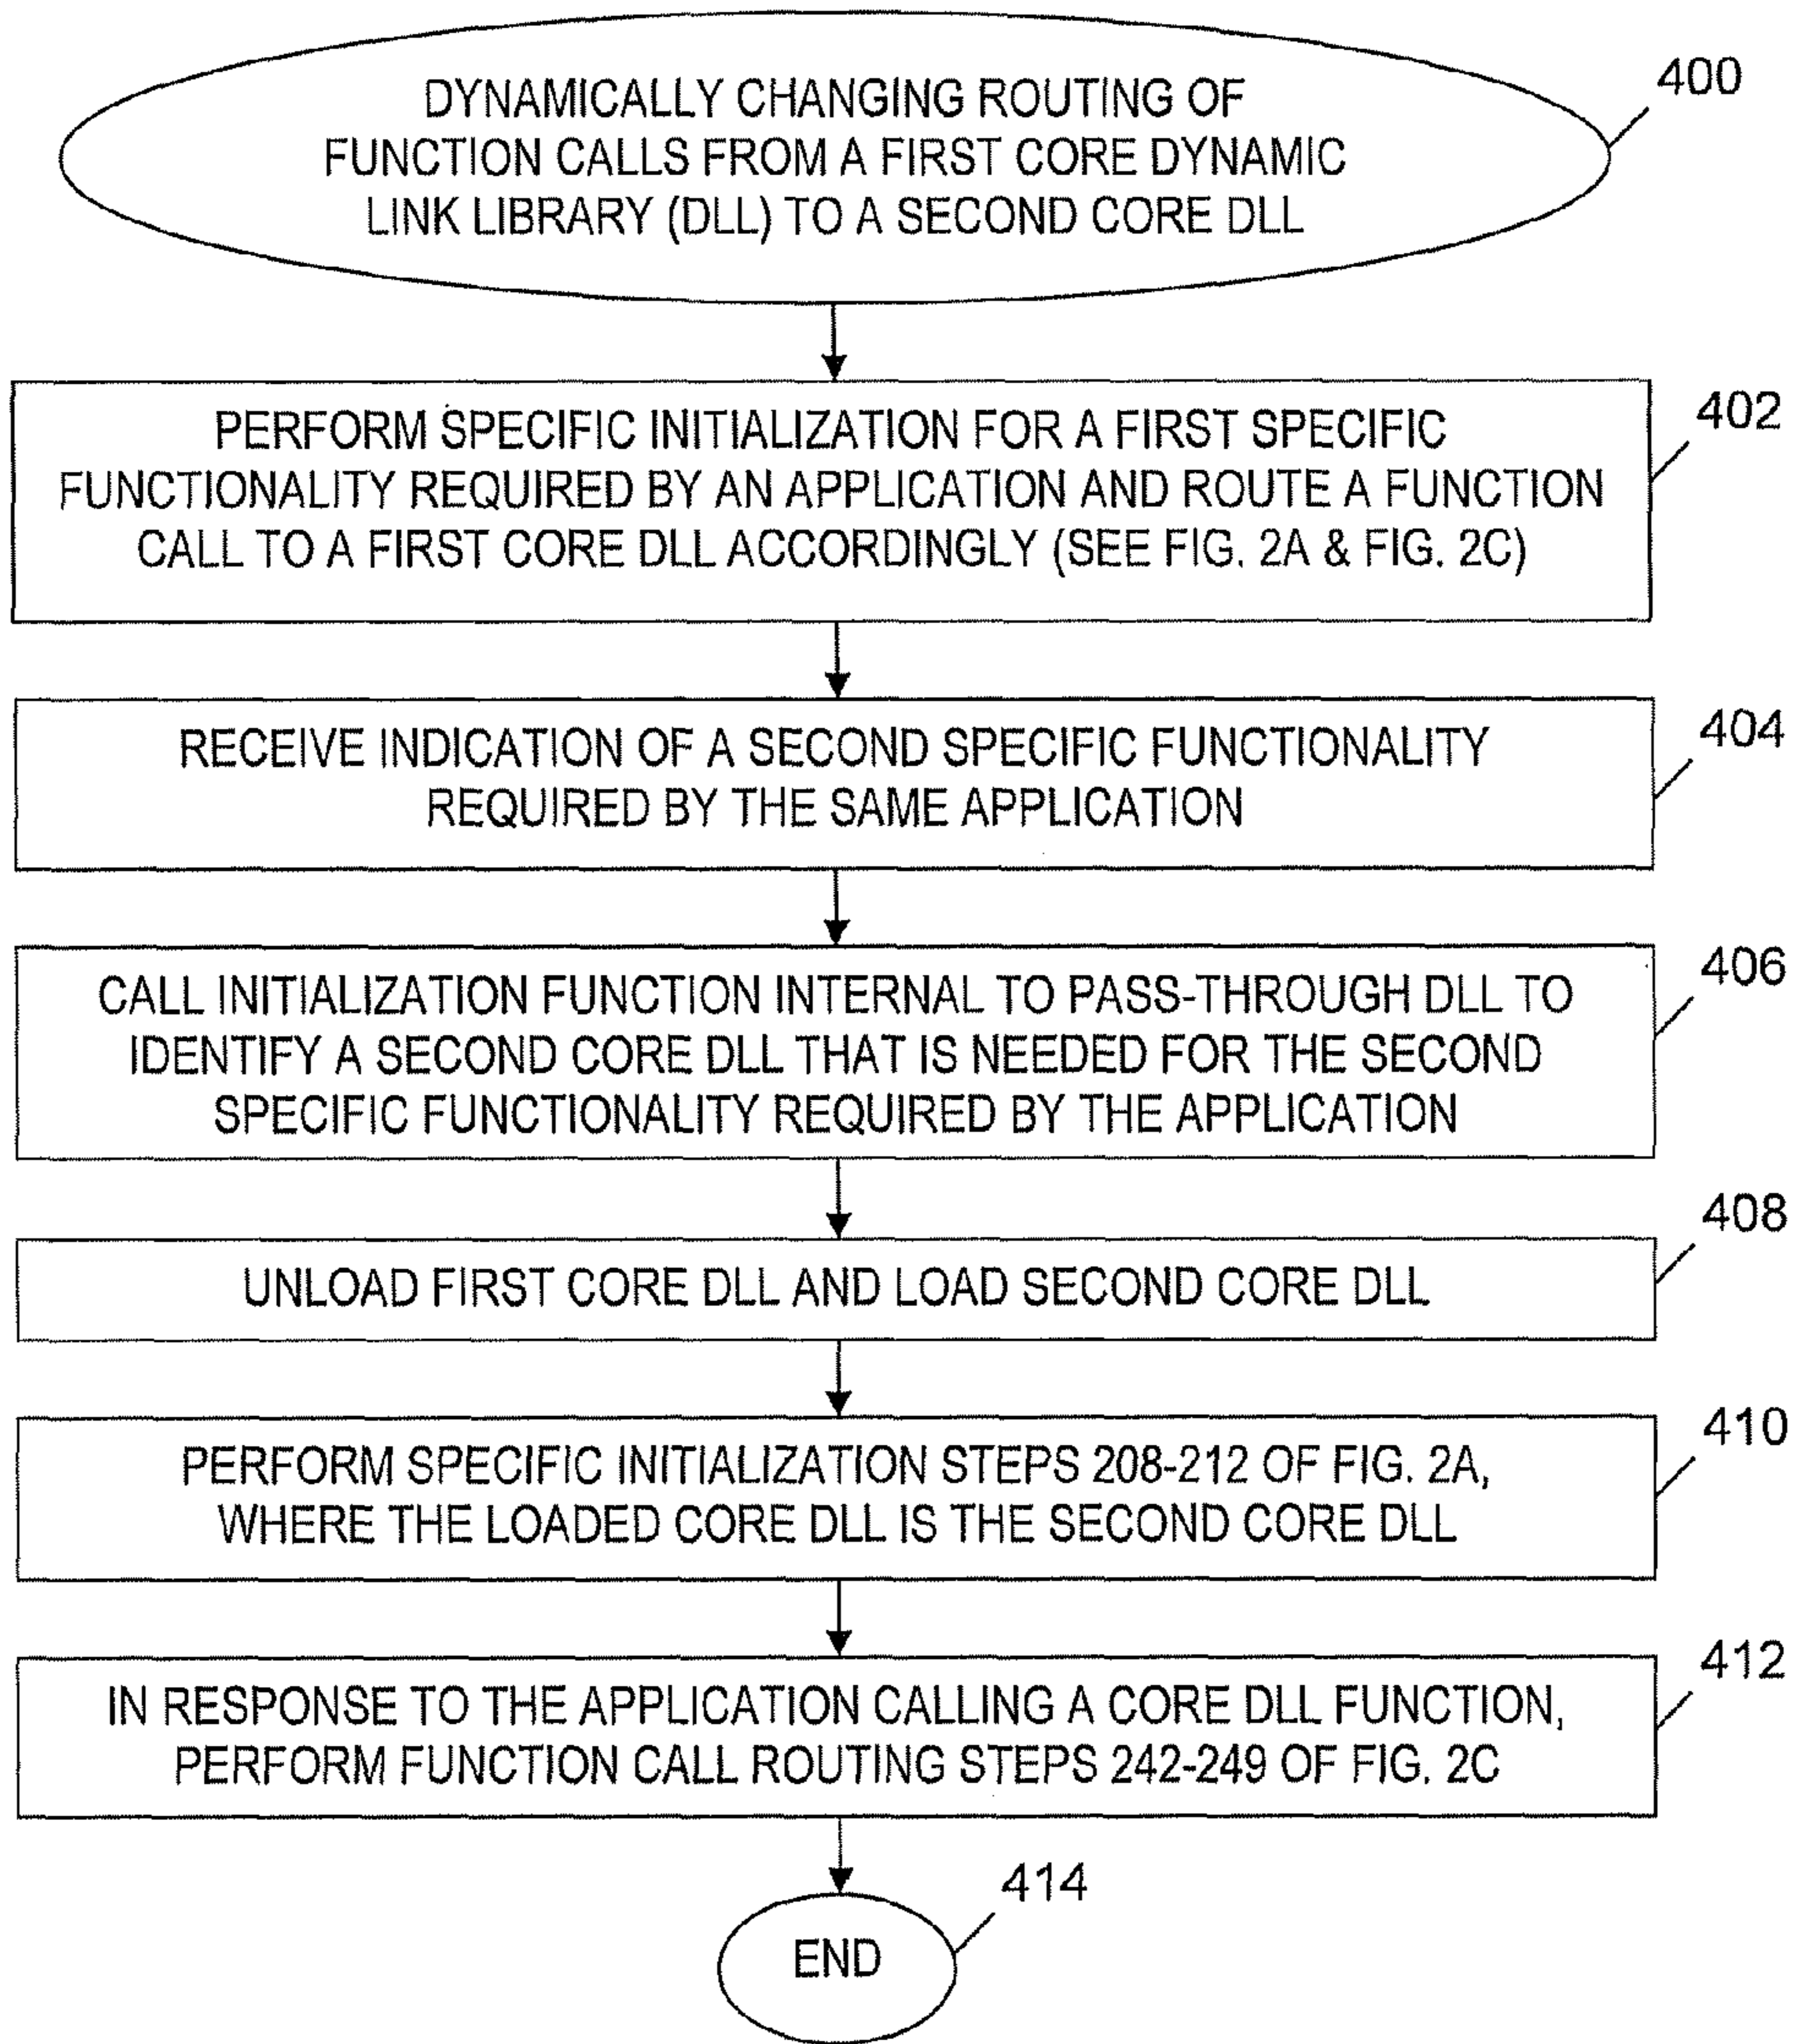 DYNAMICALLY CHANGING ROUTING OF
FUNCTION CALLS FROM A FIRST CORE DYNAMIC
LINK LIBRARY (DLL) TO A SECOND CORE DLL
400
PERFORM SPECIFIC INITIALIZATION FOR A FIRST SPECIFIC
FUNCTIONALITY REQUIRED BY AN APPLICATION AND ROUTE A FUNCTION
CALL TO A FIRST CORE DLL ACCORDINGLY (SEE FIG. 2A & FIG. 2C)
402
RECEIVE INDICATION OF A SECOND SPECIFIC FUNCTIONALITY
REQUIRED BY THE SAME APPLICATION
404
CALL INITIALIZATION FUNCTION INTERNAL TO PASS-THROUGH DLL TO
IDENTIFY A SECOND CORE DLL THAT IS NEEDED FOR THE SECOND
SPECIFIC FUNCTIONALITY REQUIRED BY THE APPLICATION
406
UNLOAD FIRST CORE DLL AND LOAD SECOND CORE DLL
408
PERFORM SPECIFIC INITIALIZATION STEPS 208-212 OF FIG. 2A,
WHERE THE LOADED CORE DLL IS THE SECOND CORE DLL
410
IN RESPONSE TO THE APPLICATION CALLING A CORE DLL FUNCTION,
PERFORM FUNCTION CALL ROUTING STEPS 242-249 OF FIG. 2C
412
END
414